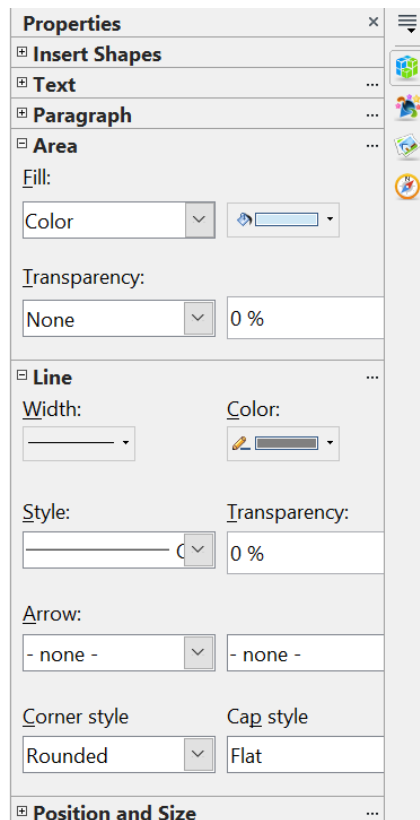 Properties
Insert Shapes
Text
Paragraph
Area
Fill:
Color
Transparency:
None 0 %
Line
Width: Color:
Style: Transparency:
0 %
Arrow:
- none - - none -
Corner style Cap style
Rounded Flat
Position and Size